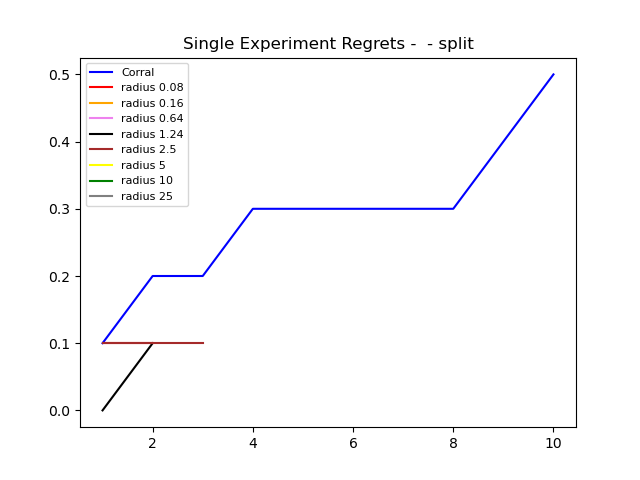 Single Experiment Regrets -  - split
Corral
radius 0.08
radius 0.16
radius 0.64
radius 1.24
radius 2.5
radius 5
radius 10
radius 25
0.5
0.4
0.3
0.2
0.1
0.0
2 4 6 8 10